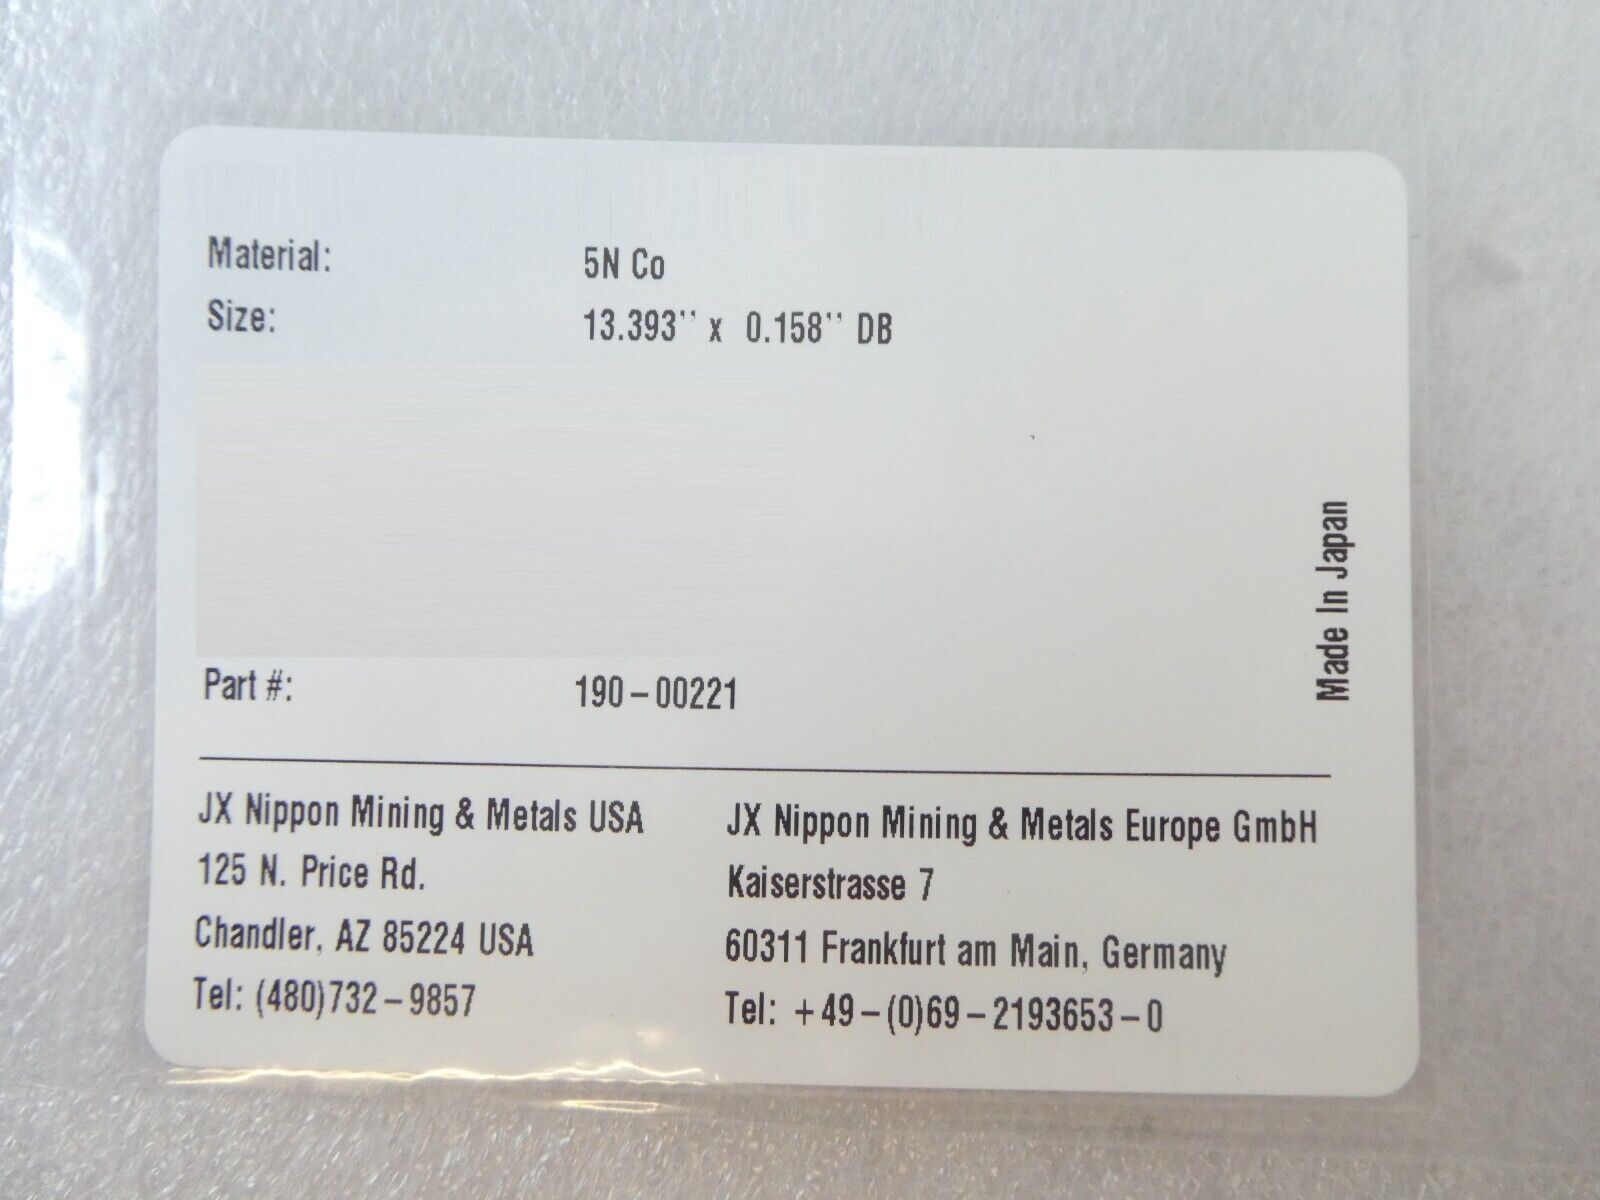 Material: 5N Co
Size: 13.393'' x 0.158'' DB
Part #: 190-00221
Made In Japan
JX Nippon Mining & Metals USA
125 N. Price Rd.
Chandler, AZ 85224 USA
Tel: (480)732-9857
JX Nippon Mining & Metals Europe GmbH
Kaiserstrasse 7
60311 Frankfurt am Main, Germany
Tel: +49-(0)69-2193653-0